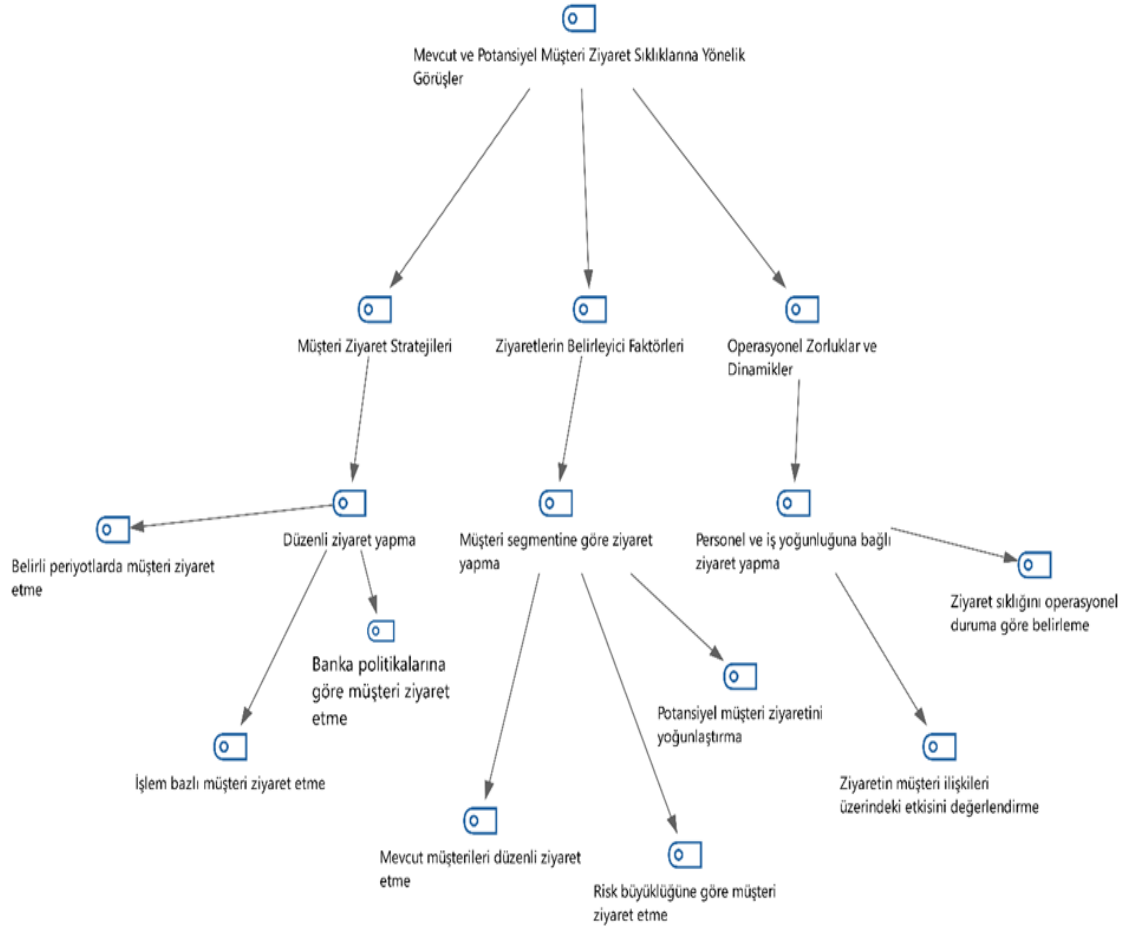 Mevcut ve Potansiyel Müşteri Ziyaret Sıklıklarına Yönelik
Görüşler
Müşteri Ziyaret Stratejileri
Ziyaretlerin Belirleyici Faktörleri
Operasyonel Zorluklar ve
Dinamikler
Belirli periyotlarda müşteri ziyaret
etme
Düzenli ziyaret yapma
Müşteri segmentine göre ziyaret
yapma
Personel ve iş yoğunluğuna bağlı
ziyaret yapma
Ziyaret sıklığını operasyonel
duruma göre belirleme
Banka politikalarına
göre müşteri ziyaret
etme
Potansiyel müşteri ziyaretini
yoğunlaştırma
İşlem bazlı müşteri ziyaret etme
Ziyaretin müşteri ilişkileri
üzerindeki etkisini değerlendirme
Mevcut müşterileri düzenli ziyaret
etme
Risk büyüklüğüne göre müşteri
ziyaret etme